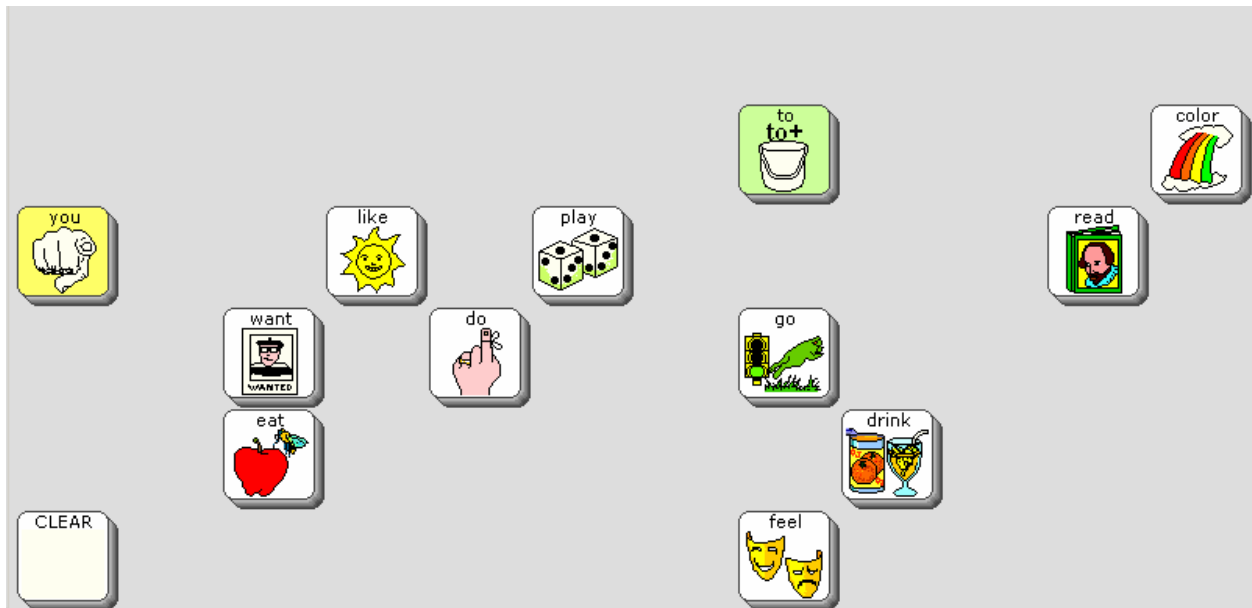 to
to+
color
you
like
play
read
want
WANTED
do
go
eat
drink
CLEAR
feel